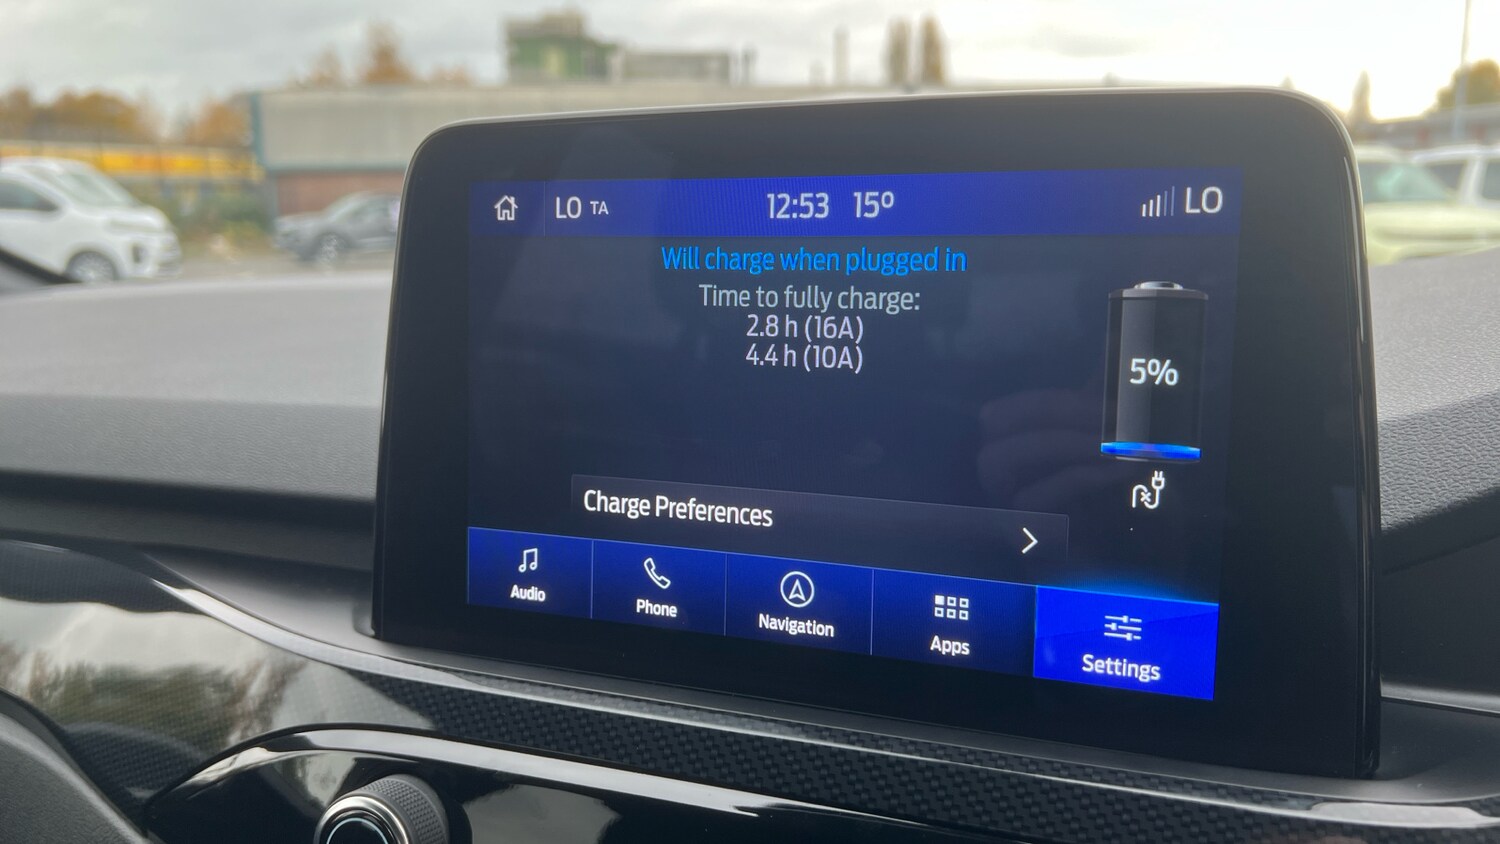 LO TA 12:53 15° LO
Will charge when plugged in
Time to fully charge:
2.8 h (16A)
4.4 h (10A)
5%
Charge Preferences
Audio
Phone
Navigation
Apps
Settings